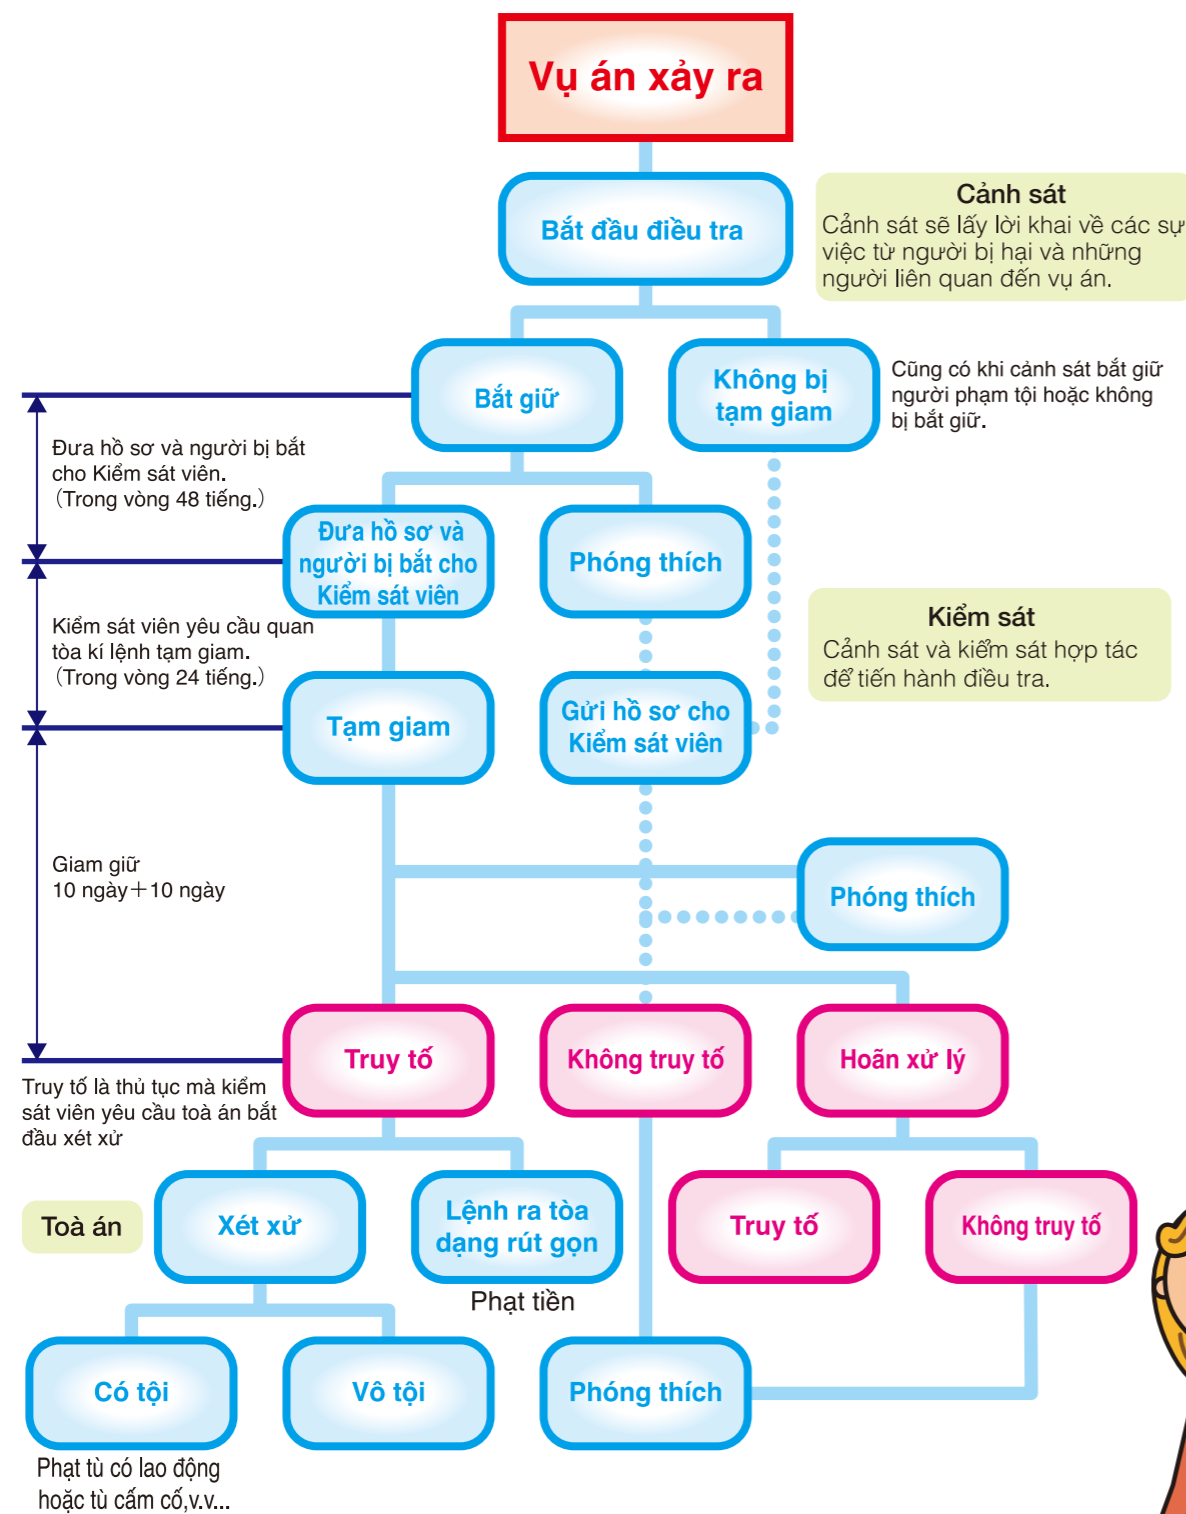 Vụ án xảy ra
Bắt đầu điều tra
Cảnh sát
Cảnh sát sẽ lấy lời khai về các sự
việc từ người bị hại và những
người liên quan đến vụ án.
Bắt giữ
Không bị
tạm giam
Cũng có khi cảnh sát bắt giữ
người phạm tội hoặc không
bị bắt giữ.
Đưa hồ sơ và người bị bắt
cho Kiểm sát viên.
(Trong vòng 48 tiếng.)
Đưa hồ sơ và
người bị bắt cho
Kiểm sát viên
Phóng thích
Kiểm sát viên yêu cầu quan
tòa kí lệnh tạm giam.
(Trong vòng 24 tiếng.)
Kiểm sát
Cảnh sát và kiểm sát hợp tác
để tiến hành điều tra.
Tạm giam
Gửi hồ sơ cho
Kiểm sát viên
Giam giữ
10 ngày+10 ngày
Phóng thích
Truy tố
Không truy tố
Hoãn xử lý
Truy tố là thủ tục mà kiểm
sát viên yêu cầu toà án bắt
đầu xét xử
Toà án
Xét xử
Lệnh ra tòa
dạng rút gọn
Phạt tiền
Truy tố
Không truy tố
Có tội
Vô tội
Phóng thích
Phạt tù có lao động
hoặc tù cấm cố,v.v...